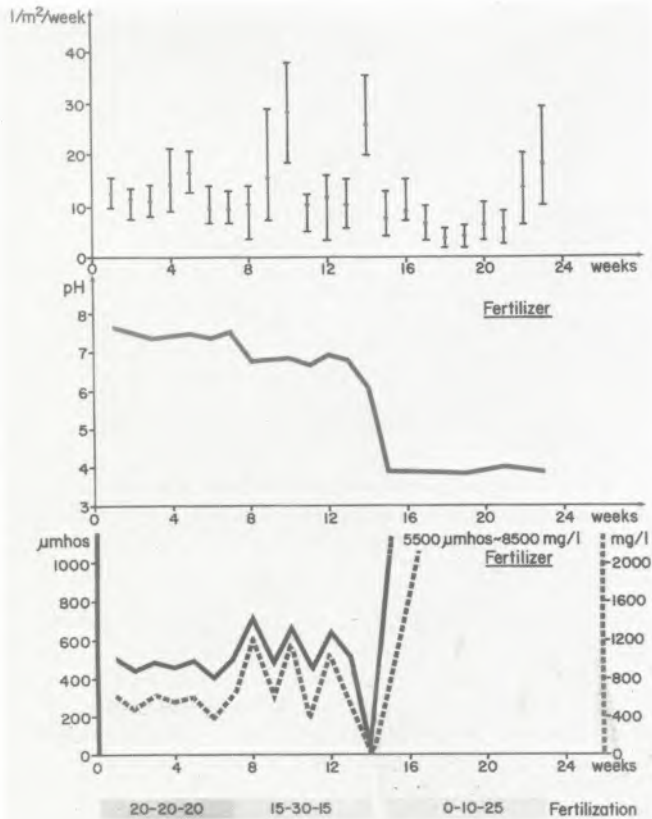 l/m²/week
40
30
20
10
0
0 4 8 12 16 20 24 weeks
pH
Fertilizer
8
7
6
5
4
3
0 4 8 12 16 20 24 weeks
μmhos
5500 μmhos~8500 mg/l
mg/l
Fertilizer
1000
2000
800
1600
600
1200
400
800
200
400
0
0
0 4 8 12 16 20 weeks
20-20-20 15-30-15 0-10-25 Fertilization